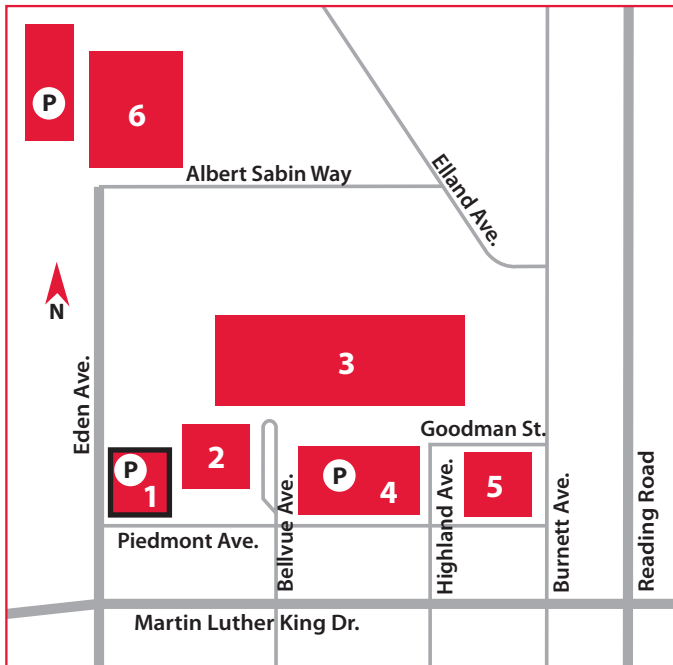 P
6
Albert Sabin Way
Elland Ave.
N
3
Eden Ave.
Goodman St.
2
P
1
P
4
5
Bellvue Ave.
Highland Ave.
Burnett Ave.
Reading Road
Piedmont Ave.
Martin Luther King Dr.